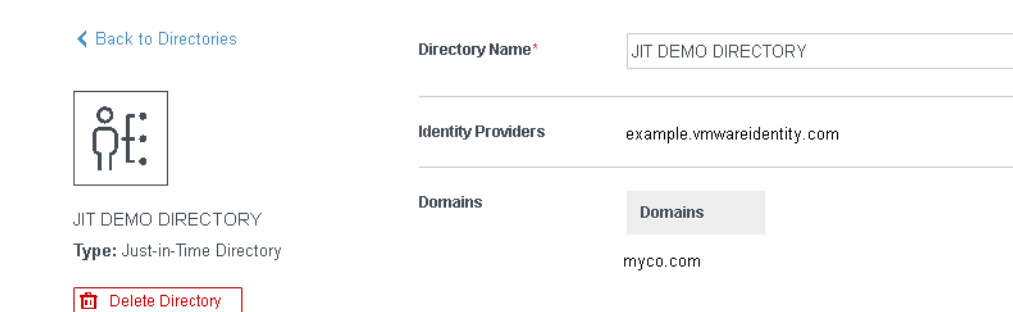 Back to Directories
Directory Name*
JIT DEMO DIRECTORY
Identity Providers
example.vmwareidentity.com
JIT DEMO DIRECTORY
Type: Just-in-Time Directory
Delete Directory
Domains
Domains
myco.com